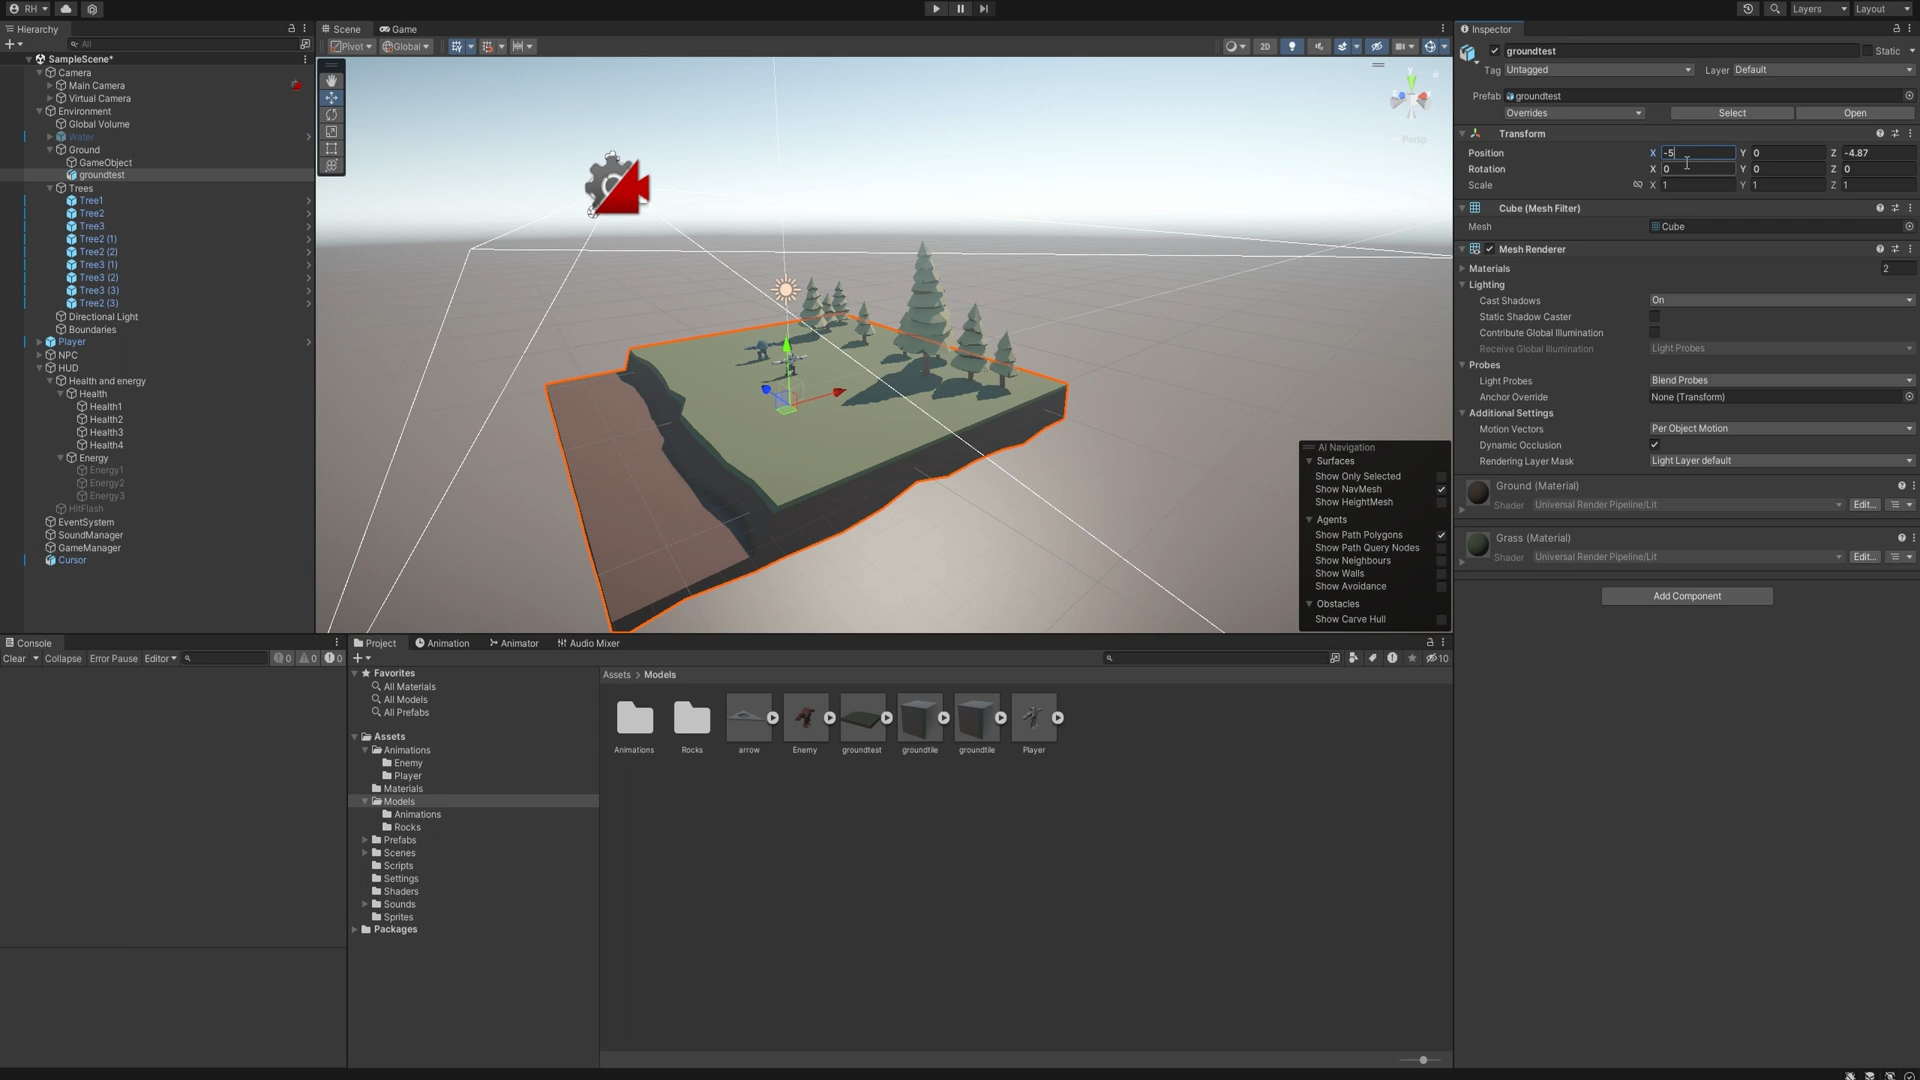 RH
Layers
Layout
Hierarchy
All
SampleScene*
Camera
Main Camera
Virtual Camera
Environment
Global Volume
Water
Ground
GameObject
groundtest
Trees
Tree1
Tree2
Tree3
Tree2 (1)
Tree2 (2)
Tree3 (1)
Tree3 (2)
Tree3 (3)
Tree2 (3)
Directional Light
Boundaries
Player
NPC
HUD
Health and energy
Health
Health1
Health2
Health3
Health4
Energy
Energy1
Energy2
Energy3
HitFlash
EventSystem
SoundManager
GameManager
Cursor
Scene
Game
Pivot
Global
2D
y
Persp
AI Navigation
Surfaces
Show Only Selected
Show NavMesh
Show HeightMesh
Agents
Show Path Polygons
Show Path Query Nodes
Show Neighbours
Show Walls
Show Avoidance
Obstacles
Show Carve Hull
Inspector
groundtest
Static
Tag Untagged Layer Default
Prefab groundtest
Overrides Select Open
Transform
Position X -5 Y 0 Z -4.87
Rotation X 0 Y 0 Z 0
Scale X 1 Y 1 Z 1
Cube (Mesh Filter)
Mesh Cube
Mesh Renderer
Materials 2
Lighting
Cast Shadows On
Static Shadow Caster
Contribute Global Illumination
Receive Global Illumination Light Probes
Probes
Light Probes Blend Probes
Anchor Override None (Transform)
Additional Settings
Motion Vectors Per Object Motion
Dynamic Occlusion
Rendering Layer Mask Light Layer default
Ground (Material)
Shader Universal Render Pipeline/Lit Edit...
Grass (Material)
Shader Universal Render Pipeline/Lit Edit...
Add Component
Console
Clear Collapse Error Pause Editor 0 0 0
Project Animation Animator Audio Mixer
10
Favorites
All Materials
All Models
All Prefabs
Assets
Animations
Enemy
Player
Materials
Models
Animations
Rocks
Prefabs
Scenes
Scripts
Settings
Shaders
Sounds
Sprites
Packages
Assets > Models
Animations Rocks arrow Enemy groundtest groundtile groundtile Player